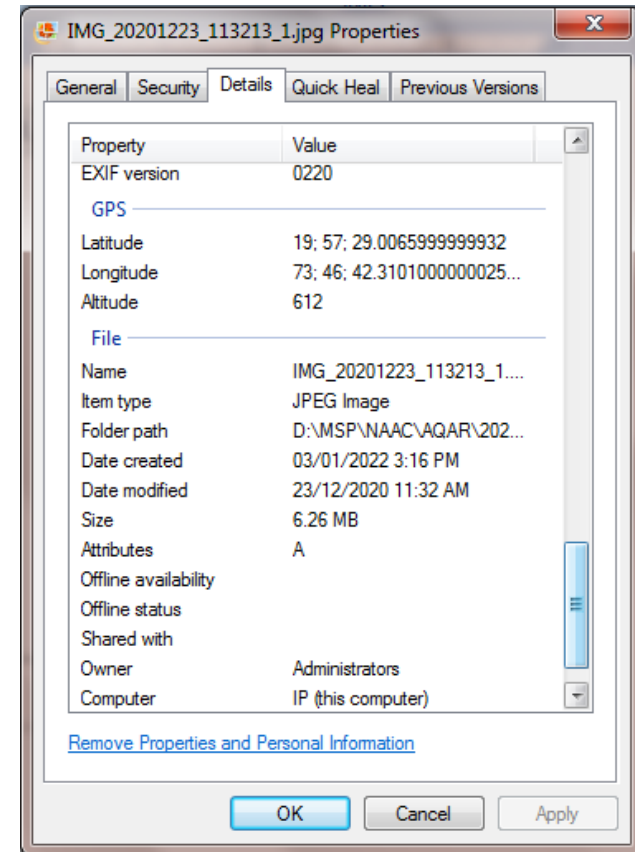 IMG_20201223_113213_1.jpg Properties
General Security Details Quick Heal Previous Versions
Property Value
EXIF version 0220
GPS
Latitude 19; 57; 29.0065999999932
Longitude 73; 46; 42.3101000000025...
Altitude 612
File
Name IMG_20201223_113213_1....
Item type JPEG Image
Folder path D:\MSP\NAAC\AQAR\202...
Date created 03/01/2022 3:16 PM
Date modified 23/12/2020 11:32 AM
Size 6.26 MB
Attributes A
Offline availability
Offline status
Shared with
Owner Administrators
Computer IP (this computer)
Remove Properties and Personal Information
OK Cancel Apply